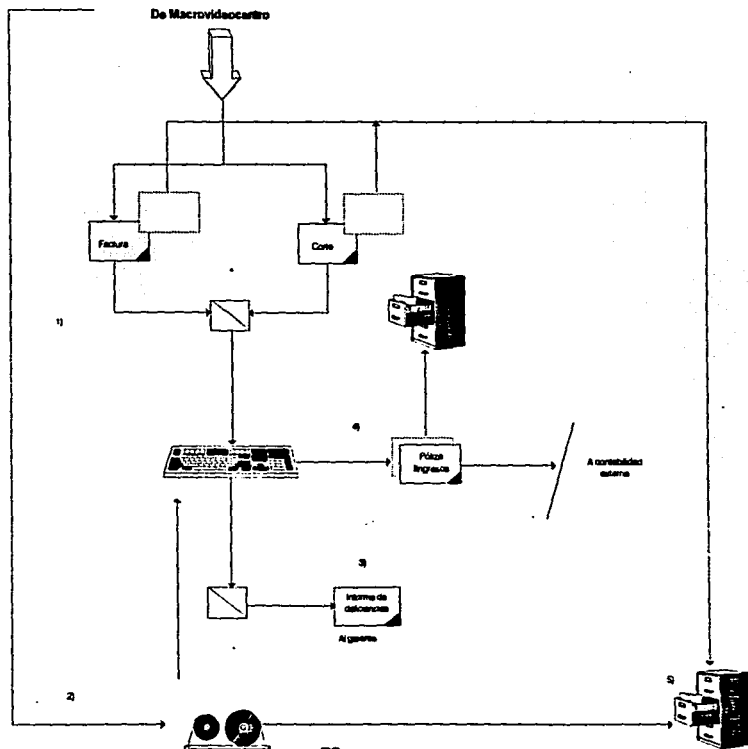 De Macrovideocentro
Factura
Corte
1)
4)
Póliza
Ingresos
A contabilidad
externa
3)
Informe de
deficiencias
Al gerente
2)
5)